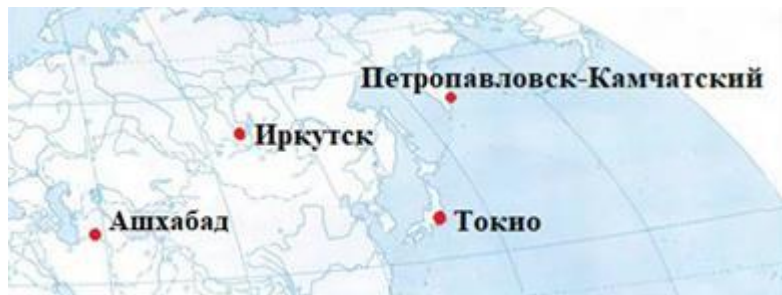 Петропавловск-Камчатский
Иркутск
Ашхабад
Токио